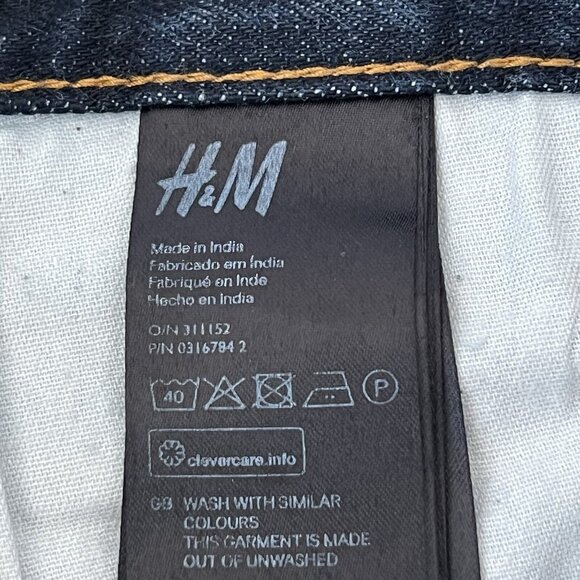 H&M
Made in India
Fabricado em Índia
Fabriqué en Inde
Hecho en India
O/N 311152
P/N 0316784 2
40
P
clevercare.info
GB WASH WITH SIMILAR
COLOURS
THIS GARMENT IS MADE
OUT OF UNWASHED